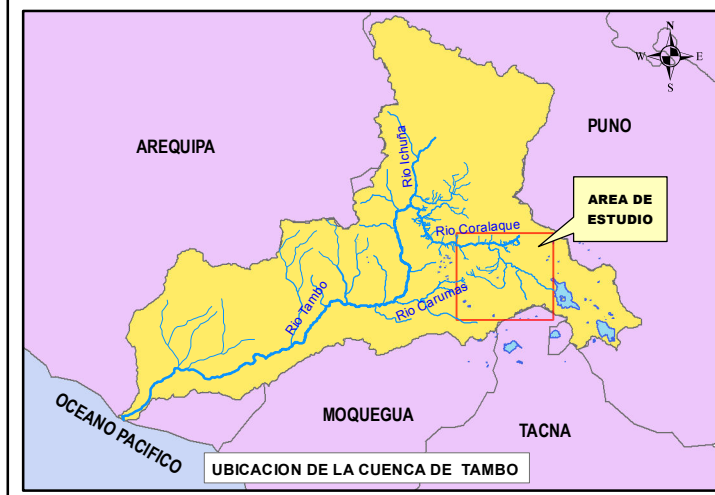 N
W
E
S
PUNO
AREQUIPA
Rio Ichuña
AREA DE
ESTUDIO
Rio Coralaque
Rio Carumas
Rio Tambo
OCEANO PACIFICO
MOQUEGUA
TACNA
UBICACION DE LA CUENCA DE TAMBO